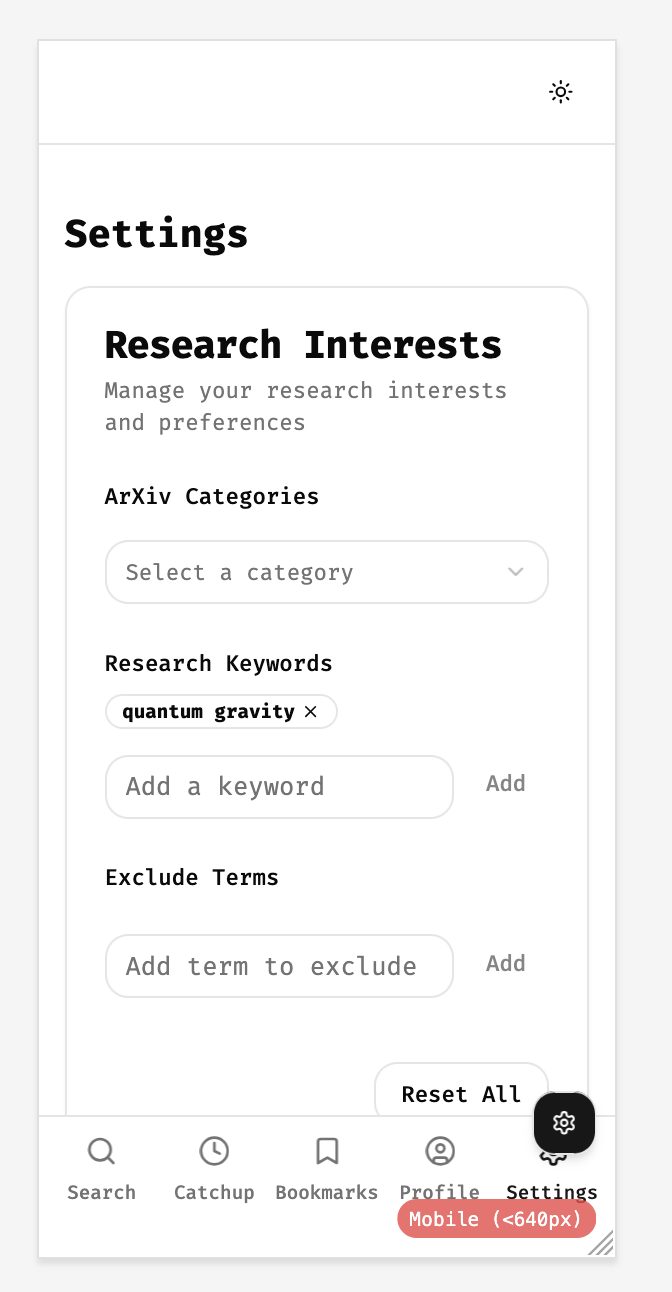 Settings
Research Interests
Manage your research interests
and preferences
ArXiv Categories
Select a category
Research Keywords
quantum gravity
Add a keyword
Add
Exclude Terms
Add term to exclude
Add
Reset All
Search
Catchup
Bookmarks
Profile
Settings
Mobile (<640px)